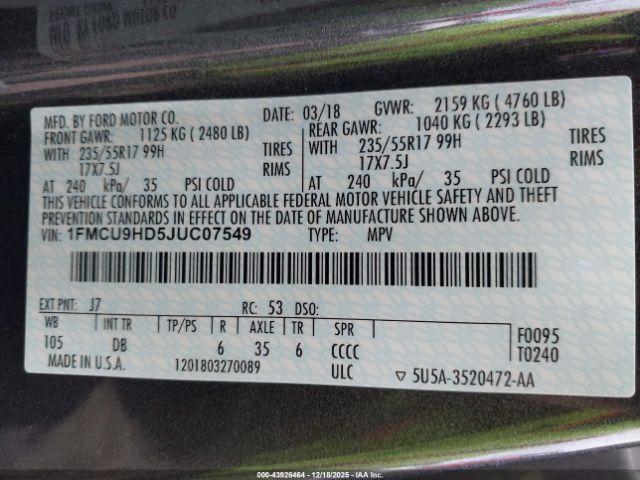 MFD. BY FORD MOTOR CO.
DATE: 03/18 GVWR: 2159 KG ( 4760 LB)
FRONT GAWR: 1125 KG ( 2480 LB)
REAR GAWR: 1040 KG ( 2293 LB)
WITH 235/55R17 99H TIRES
WITH 235/55R17 99H TIRES
17X7.5J RIMS
17X7.5J RIMS
AT 240 kPa/ 35 PSI COLD
AT 240 kPa/ 35 PSI COLD
THIS VEHICLE CONFORMS TO ALL APPLICABLE FEDERAL MOTOR VEHICLE SAFETY AND THEFT
PREVENTION STANDARDS IN EFFECT ON THE DATE OF MANUFACTURE SHOWN ABOVE.
VIN: 1FMCU9HD5JUC07549 TYPE: MPV
EXT PNT: J7 RC: 53 DSO:
WB INT TR TP/PS R AXLE TR SPR
105 DB 6 35 6 CCCC
F0095
T0240
MADE IN U.S.A. 1201803270089 ULC
▽ 5U5A-3520472-AA
000-43926464 - 12/18/2025 - IAAI.COM